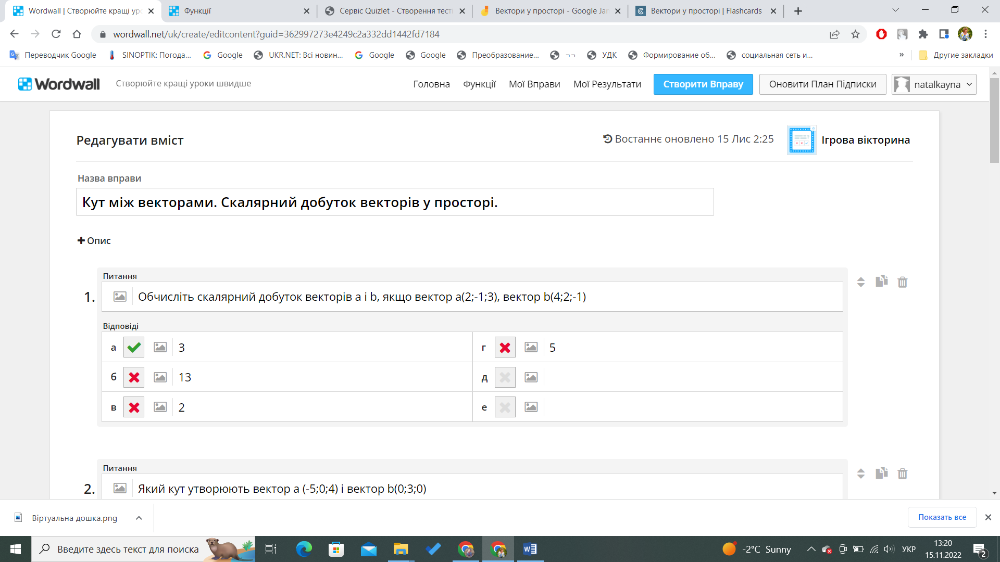 Wordwall | Створюйте кращі уро
Функції
Сервіс Quizlet - Створення тесті
Вектори у просторі - Google Jan
Вектори у просторі | Flashcards
wordwall.net/uk/create/editcontent?guid=362997273e4249c2a332dd1442fd7184
Переводчик Google
SINOPTIK: Погода...
Google
UKR.NET: Всі новин...
Google
Google
Преобразование...
¬¬
УДК
Формирование об...
социальная сеть и...
»
Другие закладки
Wordwall
Створюйте кращі уроки швидше
Головна
Функції
Мої Вправи
Мої Результати
Створити Вправу
Оновити План Підписки
natalkayna
Редагувати вміст
Востаннє оновлено 15 Лис 2:25
Ігрова вікторина
Назва вправи
Кут між векторами. Скалярний добуток векторів у просторі.
Опис
Питання
1.
Обчисліть скалярний добуток векторів a i b, якщо вектор a(2;-1;3), вектор b(4;2;-1)
Відповіді
а 3
г 5
б 13
д
в 2
е
Питання
2.
Який кут утворюють вектор a (-5;0;4) і вектор b(0;3;0)
Віртуальна дошка.png
Показать все
Введите здесь текст для поиска
-2°C Sunny
УКР
13:20
15.11.2022
2